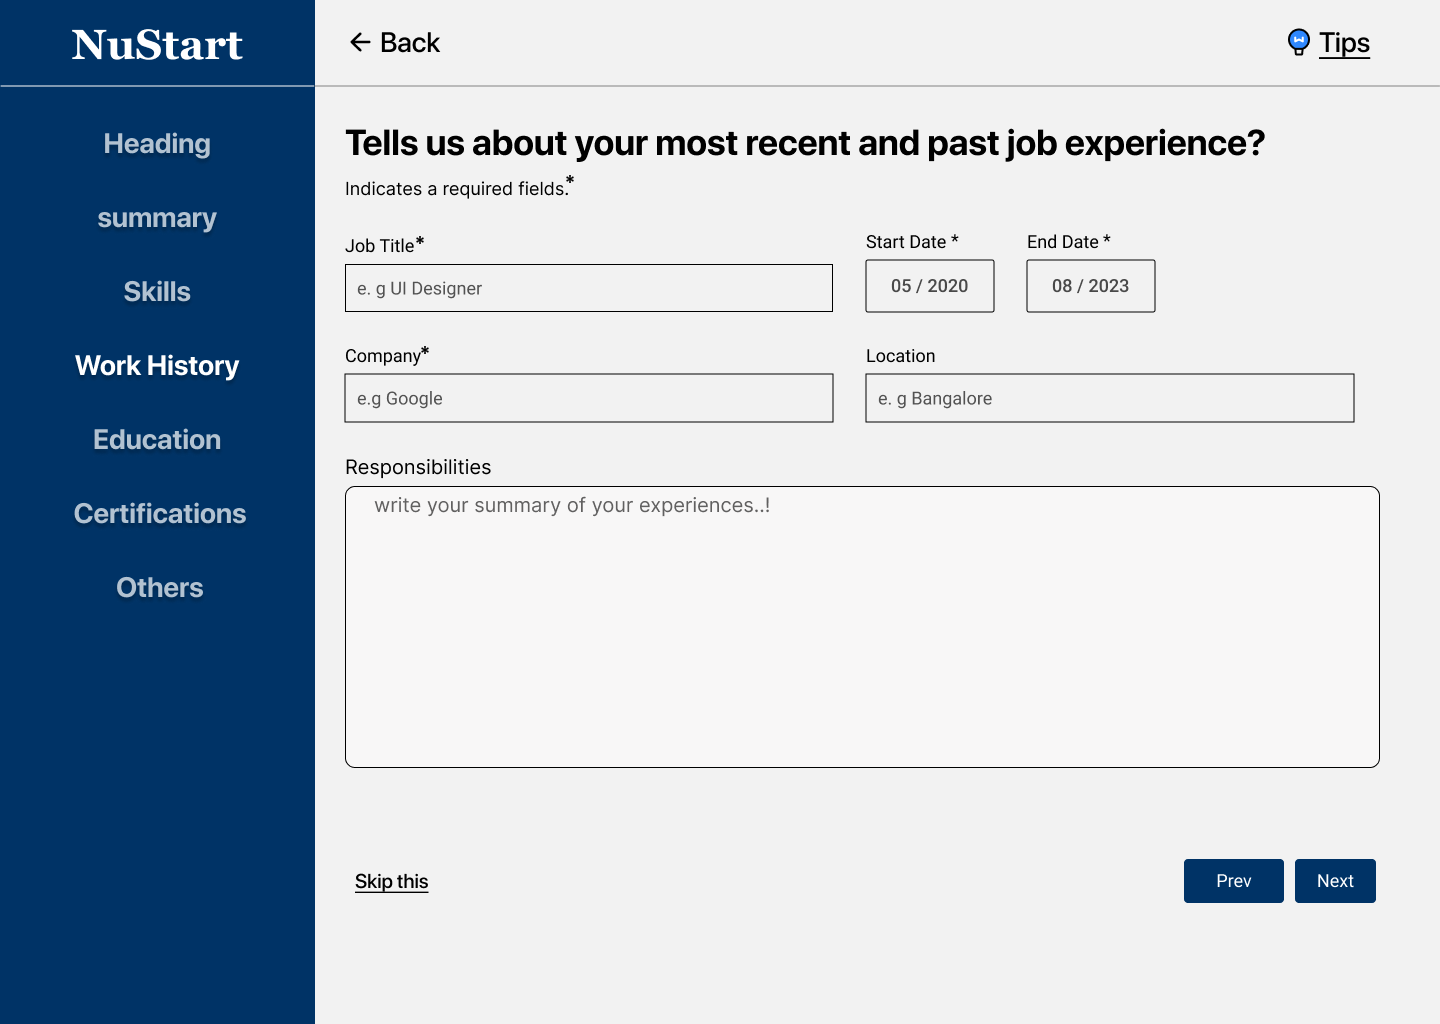 NuStart
Heading
summary
Skills
Work History
Education
Certifications
Others
← Back
Tips
Tells us about your most recent and past job experience?
Indicates a required fields.*
Job Title*
e. g UI Designer
Start Date *
05 / 2020
End Date *
08 / 2023
Company*
e.g Google
Location
e. g Bangalore
Responsibilities
write your summary of your experiences..!
Skip this
Prev
Next